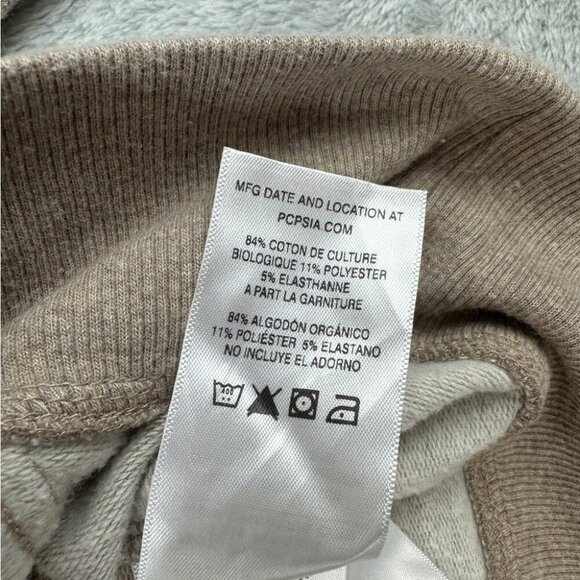 MFG DATE AND LOCATION AT
PCPSIA.COM
84% COTON DE CULTURE
BIOLOGIQUE 11% POLYESTER
5% ELASTHANNE
A PART LA GARNITURE
84% ALGODÓN ORGÁNICO
11% POLIÉSTER 5% ELASTANO
NO INCLUYE EL ADORNO